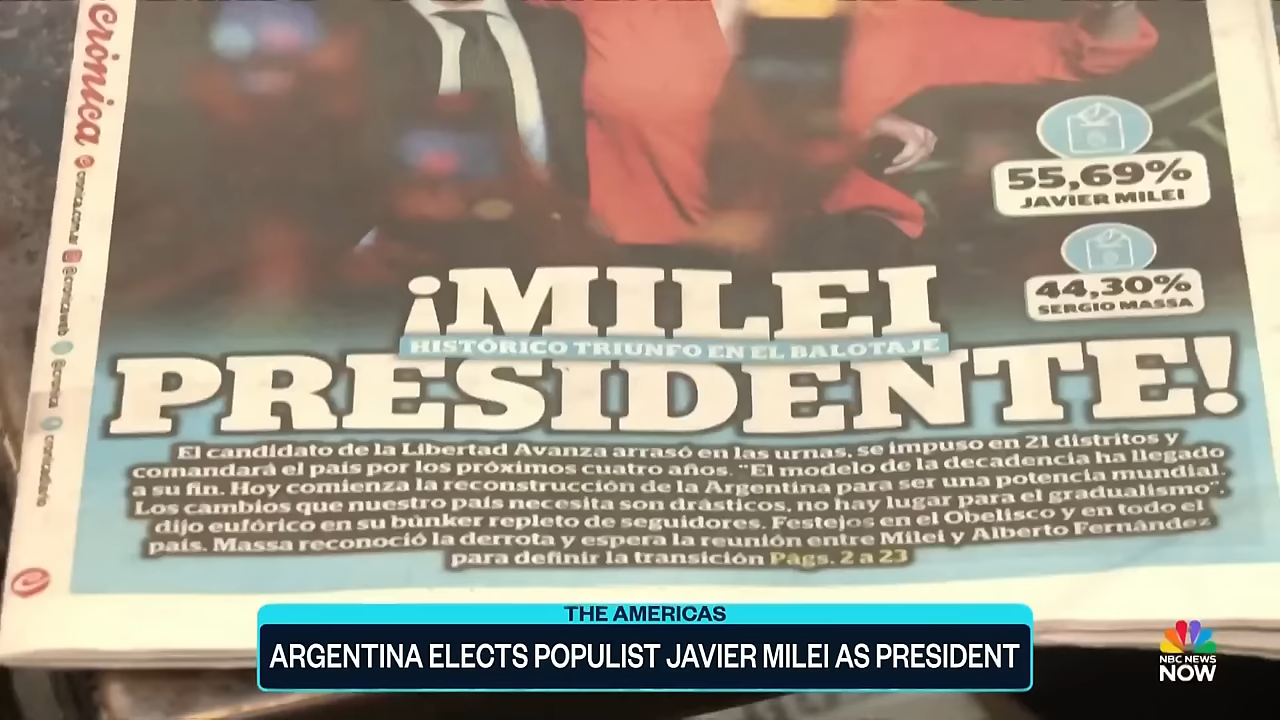 crónica
cronica.com.ar
@cronicaweb
@cronica
cronicadiario
55,69%
JAVIER MILEI
44,30%
SERGIO MASSA
¡MILEI
HISTÓRICO TRIUNFO EN EL BALOTAJE
PRESIDENTE!
El candidato de la Libertad Avanza arrasó en las urnas, se impuso en 21 distritos y
comandará el país por los próximos cuatro años. "El modelo de la decadencia ha llegado
a su fin. Hoy comienza la reconstrucción de la Argentina para ser una potencia mundial.
Los cambios que nuestro país necesita son drásticos, no hay lugar para el gradualismo",
dijo eufórico en su búnker repleto de seguidores. Festejos en el Obelisco y en todo el
país. Massa reconoció la derrota y espera la reunión entre Milei y Alberto Fernández
para definir la transición Págs. 2 a 23
THE AMERICAS
ARGENTINA ELECTS POPULIST JAVIER MILEI AS PRESIDENT
NBC NEWS
NOW